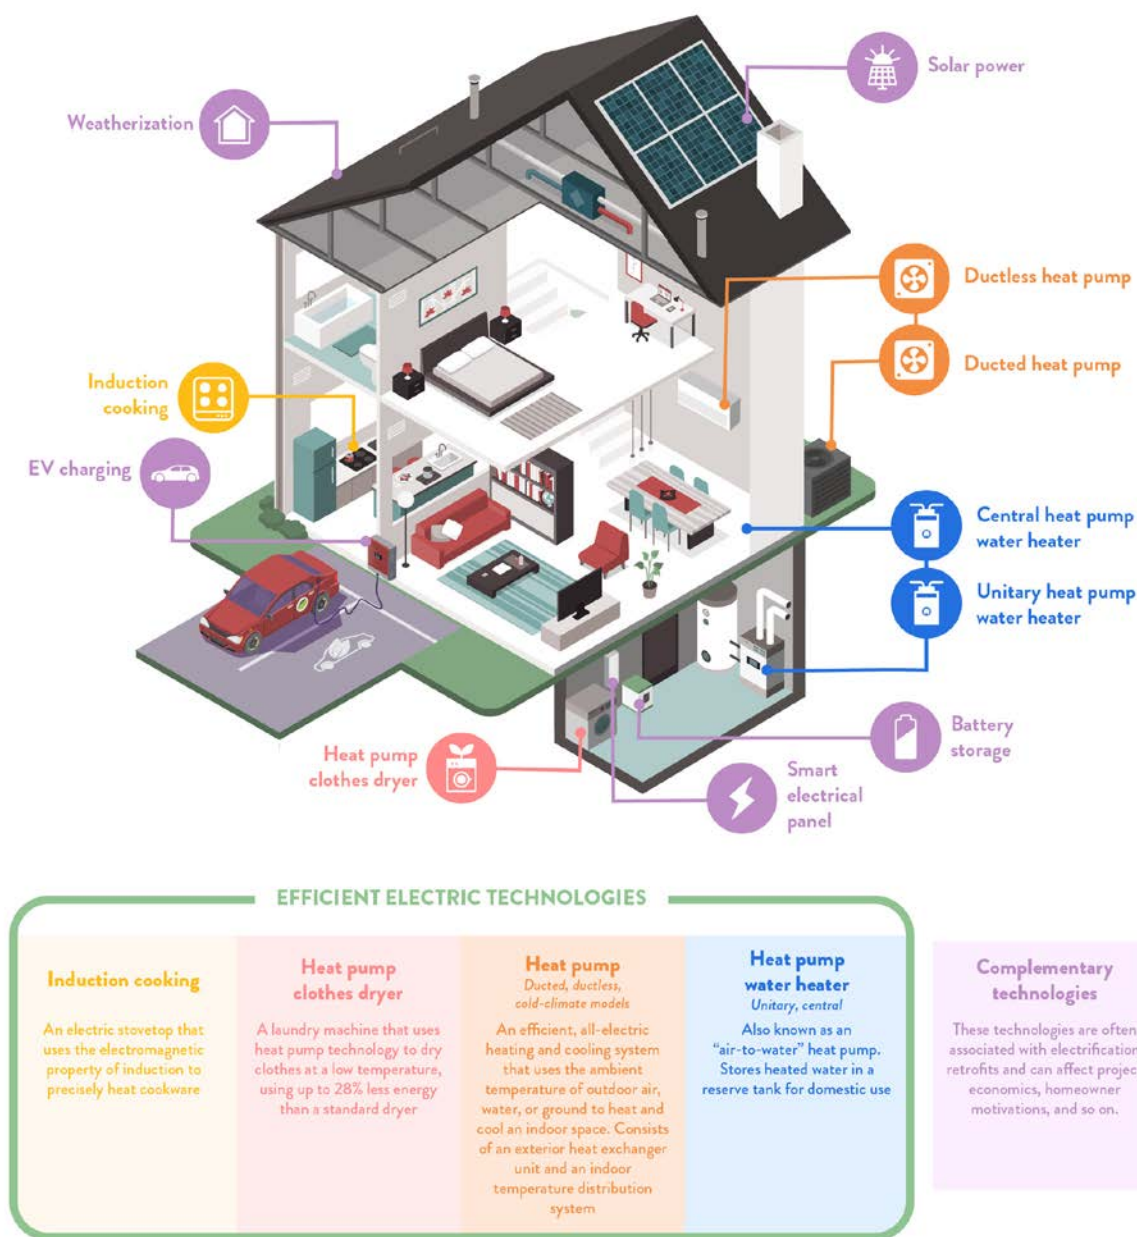 Solar power
Weatherization
Ductless heat pump
Ducted heat pump
Induction
cooking
EV charging
Central heat pump
water heater
Unitary heat pump
water heater
Battery
storage
Heat pump
clothes dryer
Smart
electrical
panel
EFFICIENT ELECTRIC TECHNOLOGIES
Induction cooking
An electric stovetop that
uses the electromagnetic
property of induction to
precisely heat cookware
Heat pump
clothes dryer
A laundry machine that uses
heat pump technology to dry
clothes at a low temperature,
using up to 28% less energy
than a standard dryer
Heat pump
Ducted, ductless,
cold-climate models
An efficient, all-electric
heating and cooling system
that uses the ambient
temperature of outdoor air,
water, or ground to heat and
cool an indoor space. Consists
of an exterior heat exchanger
unit and an indoor
temperature distribution
system
Heat pump
water heater
Unitary, central
Also known as an
“air-to-water” heat pump.
Stores heated water in a
reserve tank for domestic use
Complementary
technologies
These technologies are often
associated with electrification
retrofits and can affect project
economics, homeowner
motivations, and so on.